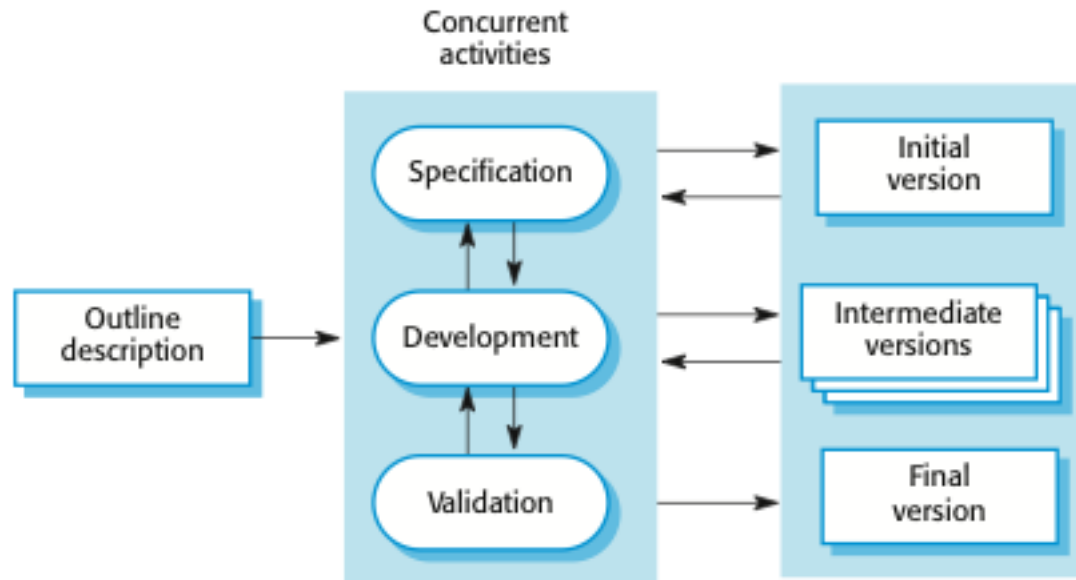 Concurrent
activities
Specification
Initial
version
Outline
description
Development
Intermediate
versions
Validation
Final
version